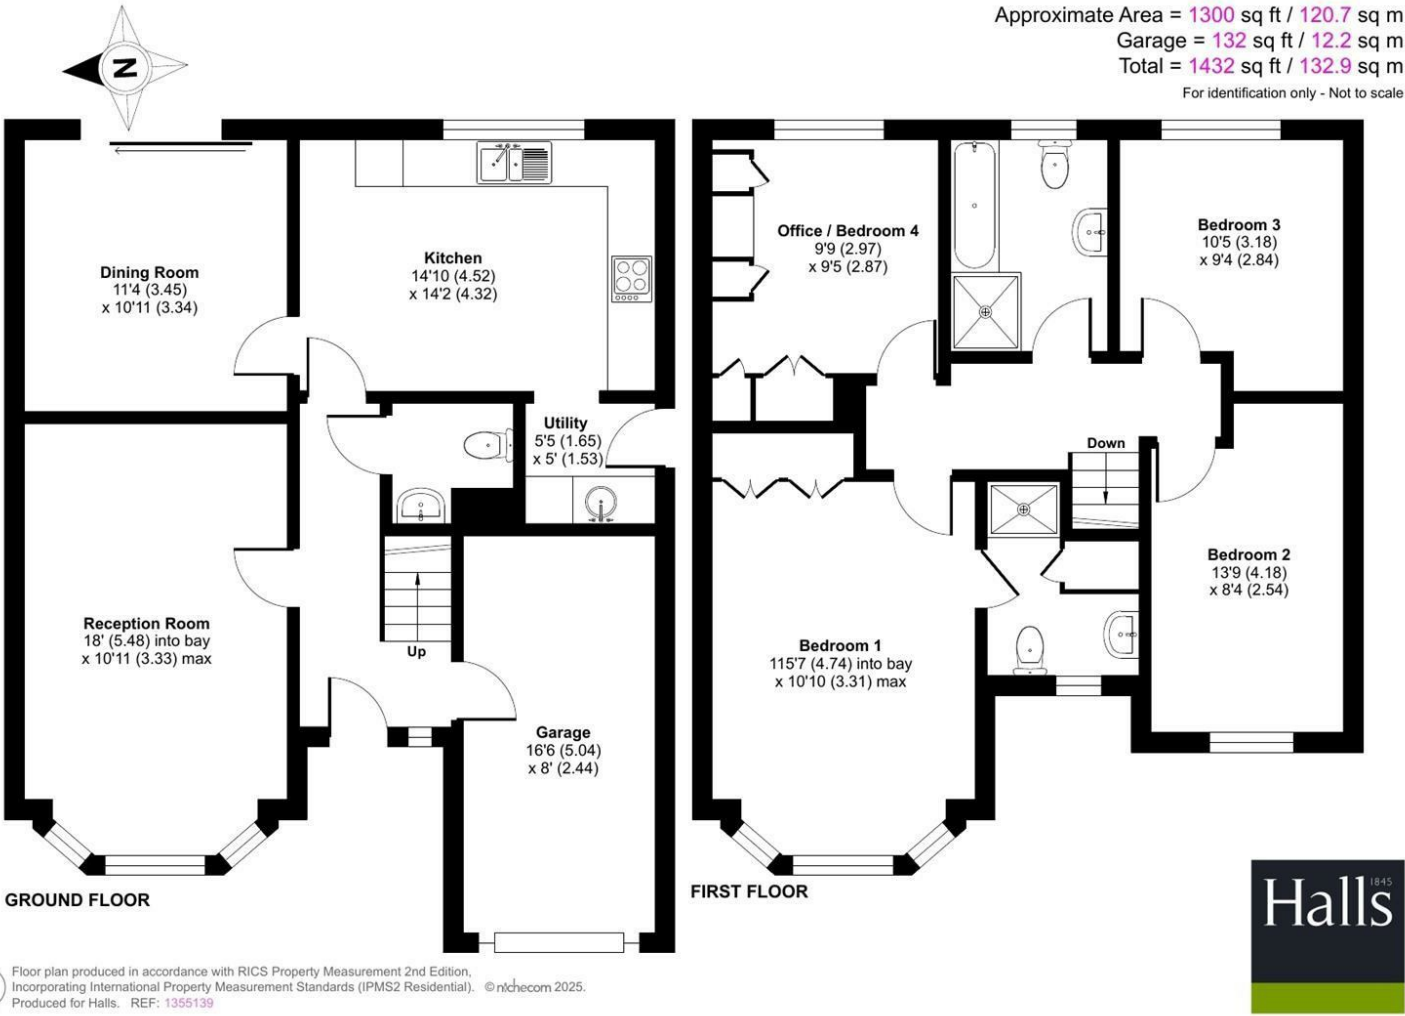 Approximate Area = 1300 sq ft / 120.7 sq m
Garage = 132 sq ft / 12.2 sq m
Total = 1432 sq ft / 132.9 sq m
For identification only - Not to scale
N
Dining Room
11'4 (3.45)
x 10'11 (3.34)
Kitchen
14'10 (4.52)
x 14'2 (4.32)
Utility
5'5 (1.65)
x 5' (1.53)
Reception Room
18' (5.48) into bay
x 10'11 (3.33) max
Up
Garage
16'6 (5.04)
x 8' (2.44)
GROUND FLOOR
Office / Bedroom 4
9'9 (2.97)
x 9'5 (2.87)
Bedroom 3
10'5 (3.18)
x 9'4 (2.84)
Down
Bedroom 2
13'9 (4.18)
x 8'4 (2.54)
Bedroom 1
115'7 (4.74) into bay
x 10'10 (3.31) max
FIRST FLOOR
Halls
1845
Floor plan produced in accordance with RICS Property Measurement 2nd Edition,
Incorporating International Property Measurement Standards (IPMS2 Residential). © nichecom 2025.
Produced for Halls. REF: 1355139